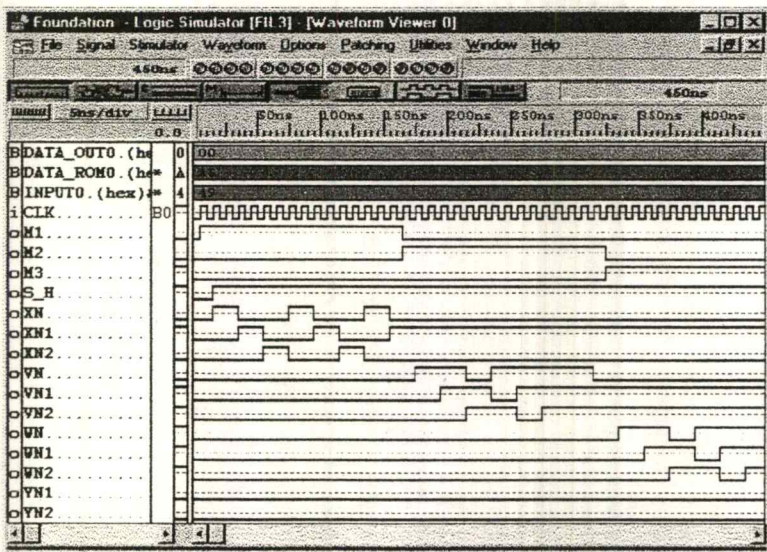 Foundation - Logic Simulator [FIL3] - [Waveform Viewer 0]
File Signal Simulator Waveform Options Patching Utilities Window Help
450ns
450ns
5ns/div
0.0
50ns 100ns 150ns 200ns 250ns 300ns 350ns 400ns
B DATA_OUT0.(he 0 00
B DATA_ROM0.(he* A
B INPUT0.(hex)#* 4 49
i CLK........ B0
o M1
o M2
o M3
o S_H
o XN
o XN1
o XN2
o VN
o VN1
o VN2
o WN
o WN1
o WN2
o YN1
o YN2